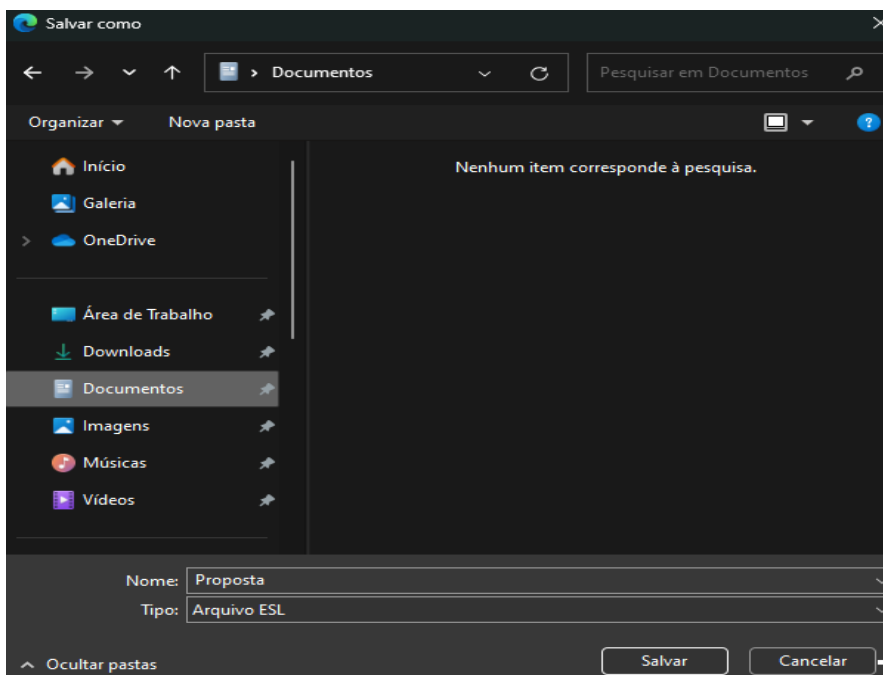 Salvar como
Documentos
Pesquisar em Documentos
Organizar
Nova pasta
Início
Nenhum item corresponde à pesquisa.
Galeria
OneDrive
Área de Trabalho
Downloads
Documentos
Imagens
Músicas
Vídeos
Nome: Proposta
Tipo: Arquivo ESL
Ocultar pastas
Salvar
Cancelar